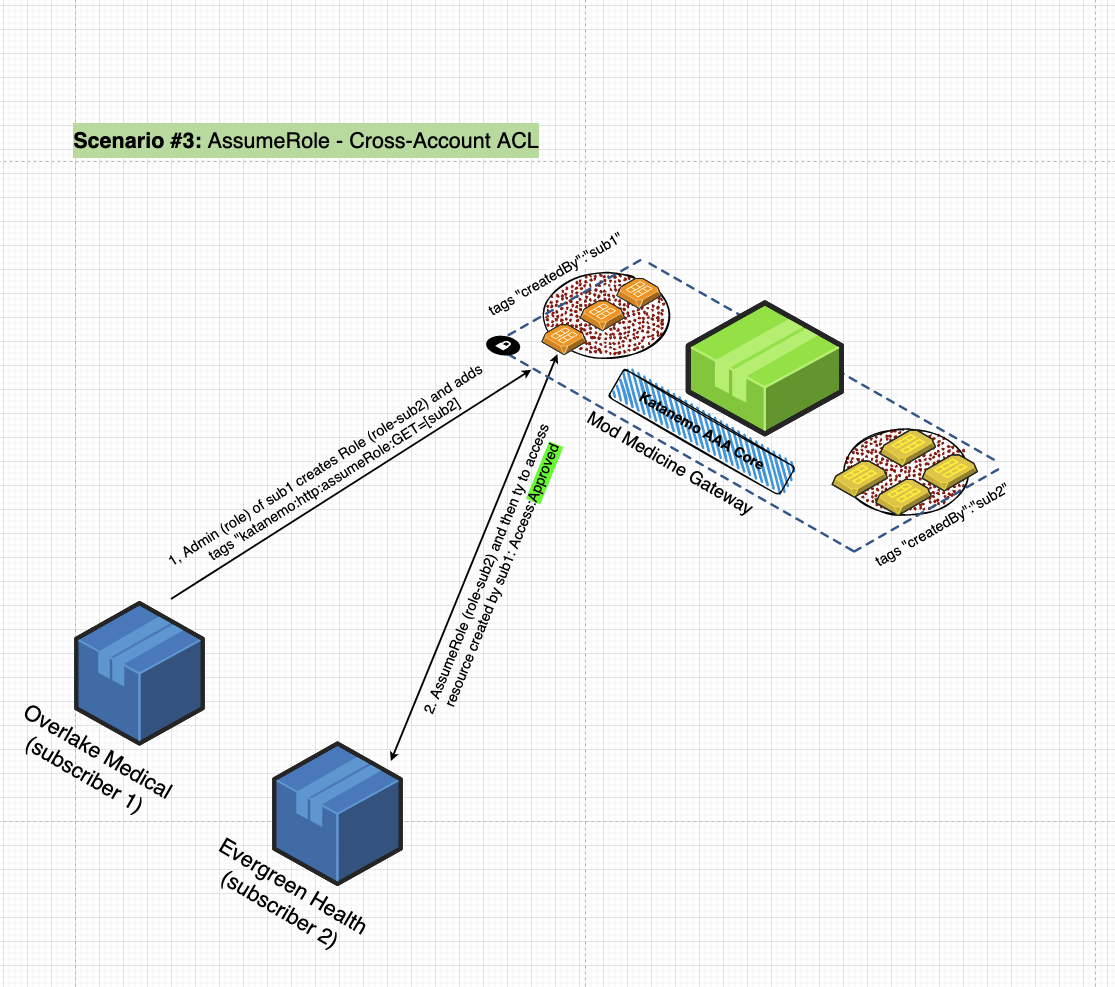 Scenario #3: AssumeRole - Cross-Account ACL
tags "createdBy":"sub1"
1, Admin (role) of sub1 creates Role (role-sub2) and adds
tags "katanemo:http:assumeRole:GET=[sub2]
Katanemo AAA Core
Mod Medicine Gateway
tags "createdBy":"sub2"
2. AssumeRole (role-sub2) and then ty to access
resource created by sub1: Access:Approved
Overlake Medical
(subscriber 1)
Evergreen Health
(subscriber 2)